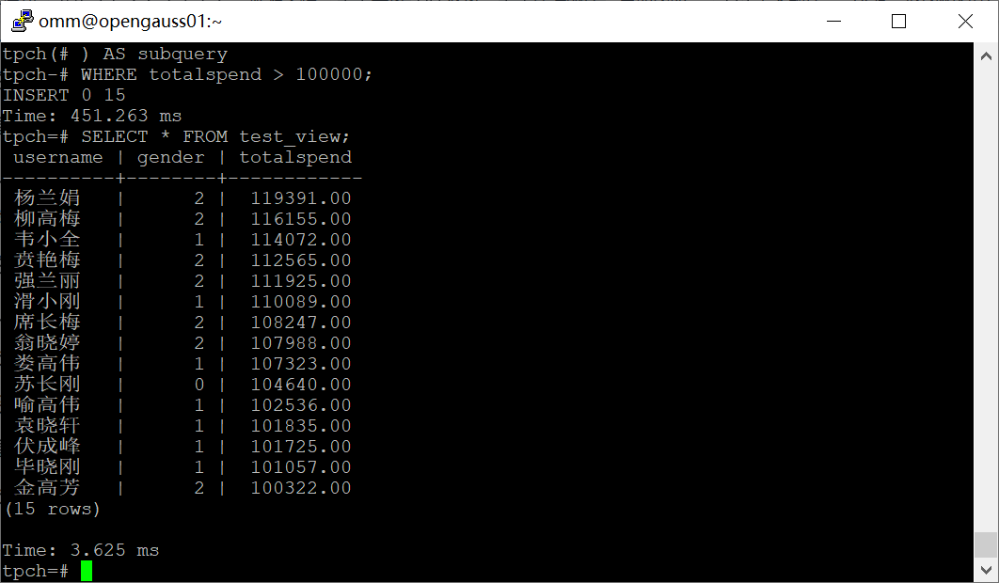 omm@opengauss01:~
tpch(# ) AS subquery
tpch-# WHERE totalspend > 100000;
INSERT 0 15
Time: 451.263 ms
tpch=# SELECT * FROM test_view;
 username | gender | totalspend
----------+--------+------------
 杨兰娟   |      2 |  119391.00
 柳高梅   |      2 |  116155.00
 韦小全   |      1 |  114072.00
 贲艳梅   |      2 |  112565.00
 强兰丽   |      2 |  111925.00
 滑小刚   |      1 |  110089.00
 席长梅   |      2 |  108247.00
 翁晓婷   |      2 |  107988.00
 娄高伟   |      1 |  107323.00
 苏长刚   |      0 |  104640.00
 喻高伟   |      1 |  102536.00
 袁晓轩   |      1 |  101835.00
 伏成峰   |      1 |  101725.00
 毕晓刚   |      1 |  101057.00
 金高芳   |      2 |  100322.00
(15 rows)
Time: 3.625 ms
tpch=#